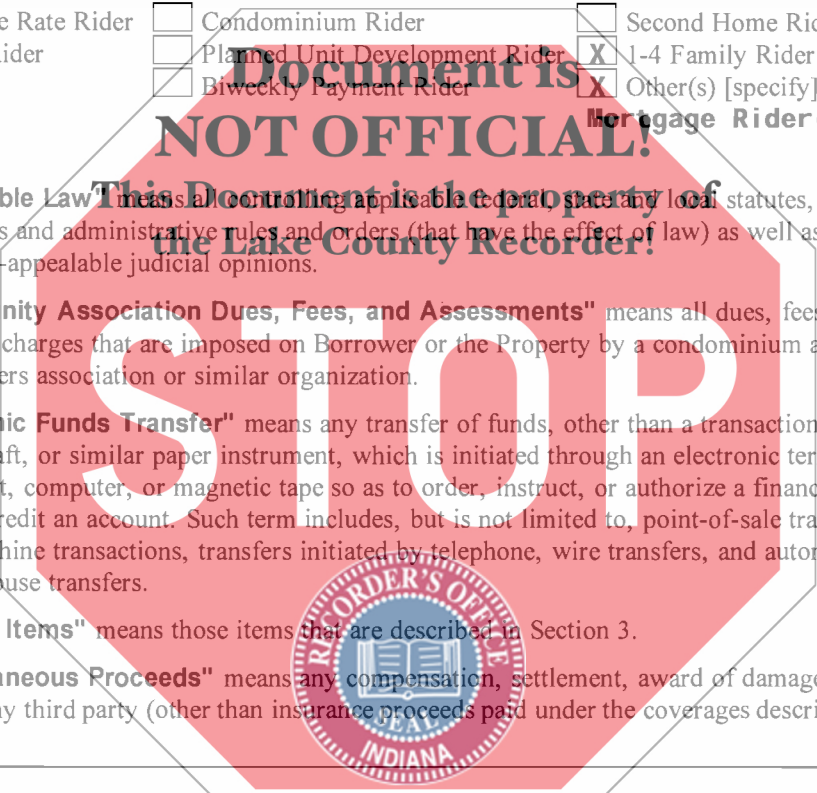 e Rate Rider Condominium Rider Second Home Rid
ider Planned Unit Development Rider X 1-4 Family Rider
Biweekly Payment Rider X Other(s) [specify]
Mortgage Rider
Document is
NOT OFFICIAL!
This Document is the property of
the Lake County Recorder!
ble Law" means all controlling applicable federal, state and local statutes,
s and administrative rules and orders (that have the effect of law) as well as
-appealable judicial opinions.
nity Association Dues, Fees, and Assessments" means all dues, fees
charges that are imposed on Borrower or the Property by a condominium a
ers association or similar organization.
nic Funds Transfer" means any transfer of funds, other than a transaction
aft, or similar paper instrument, which is initiated through an electronic ter
t, computer, or magnetic tape so as to order, instruct, or authorize a financ
redit an account. Such term includes, but is not limited to, point-of-sale tra
hine transactions, transfers initiated by telephone, wire transfers, and autom
ouse transfers.
STOP
Items" means those items that are described in Section 3.
aneous Proceeds" means any compensation, settlement, award of damage
ny third party (other than insurance proceeds paid under the coverages descri
RECORDER'S OFFICE
SEAL
INDIANA